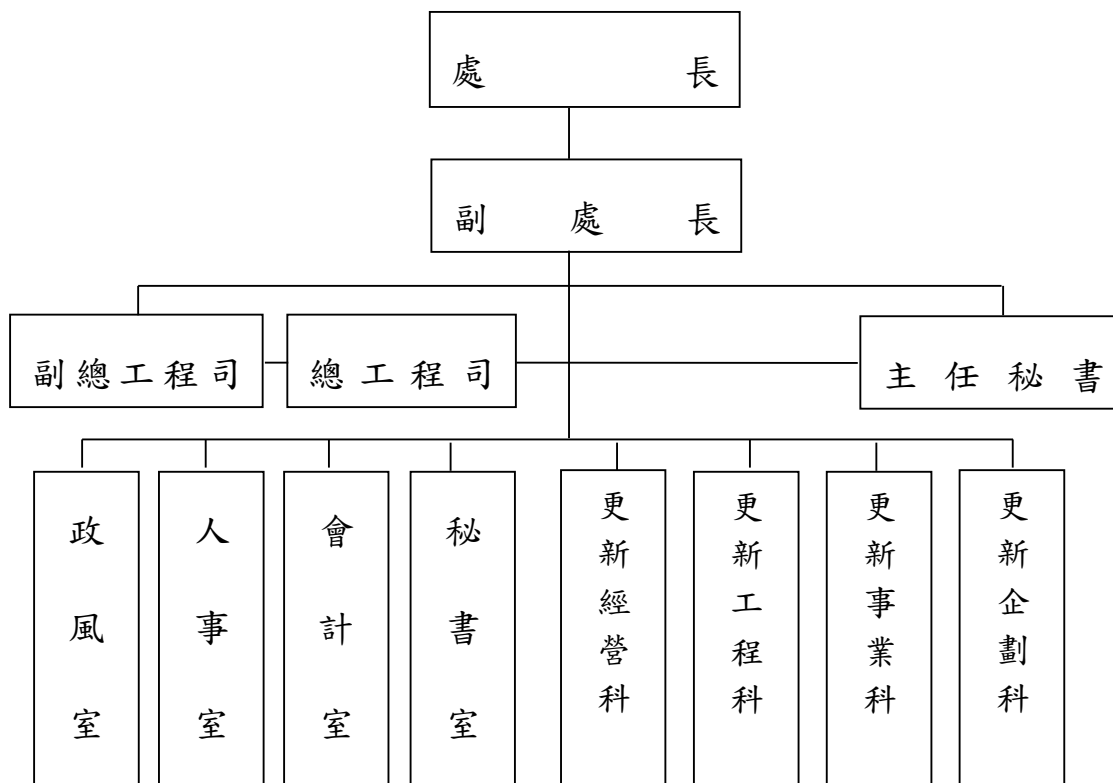 處長
副處長
副總工程司
總工程司
主任秘書
政風室
人事室
會計室
秘書室
更新經營科
更新工程科
更新事業科
更新企劃科